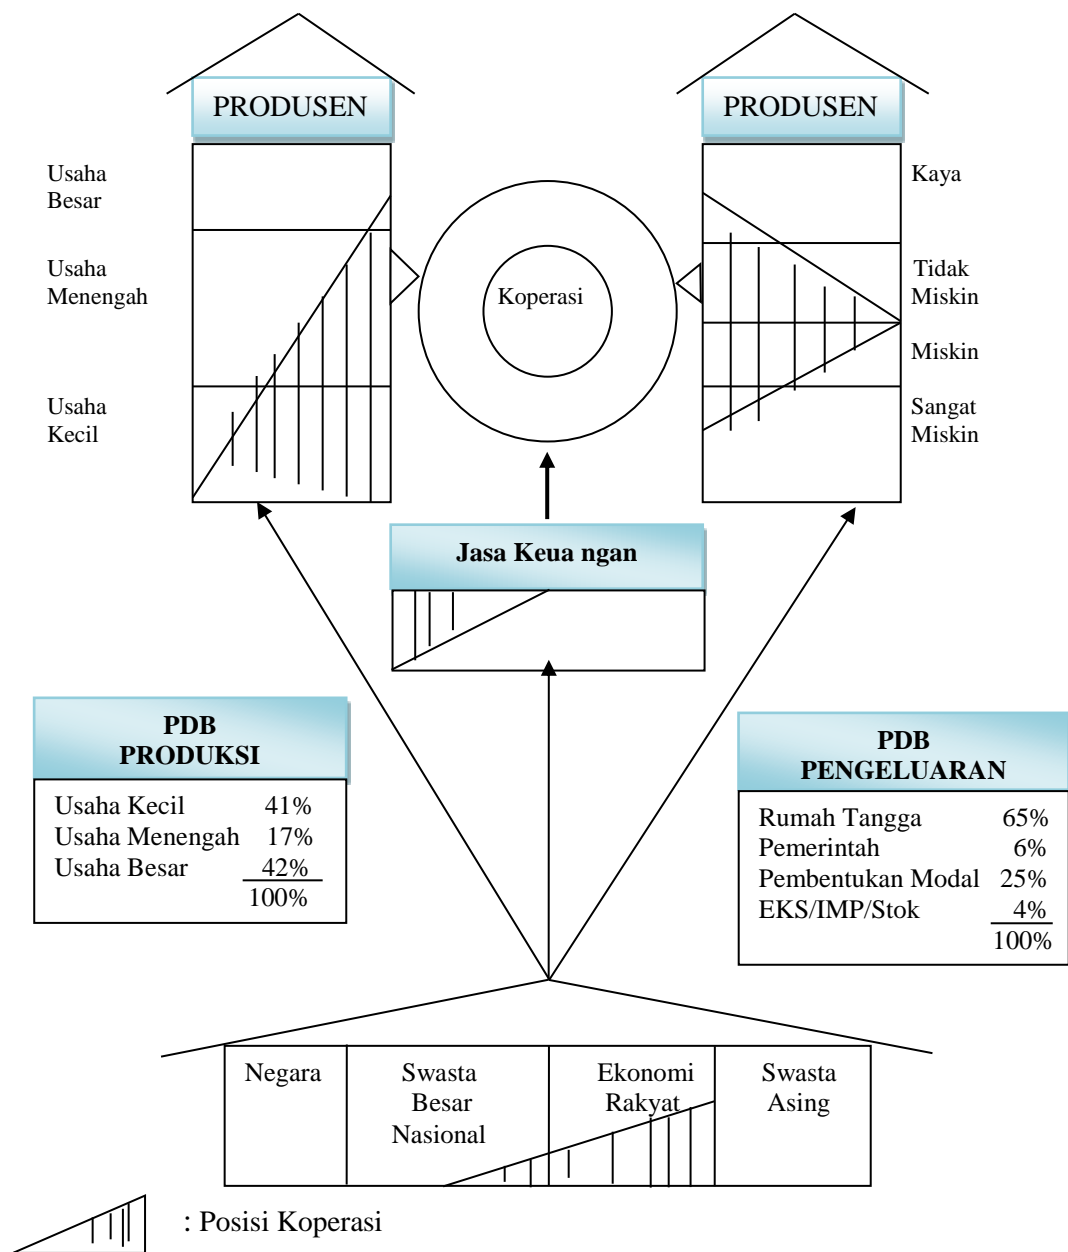 PRODUSEN
PRODUSEN
Usaha
Besar
Usaha
Menengah
Usaha
Kecil
Koperasi
Kaya
Tidak
Miskin
Miskin
Sangat
Miskin
Jasa Keua ngan
PDB
PRODUKSI
Usaha Kecil 41%
Usaha Menengah 17%
Usaha Besar 42%
100%
PDB
PENGELUARAN
Rumah Tangga 65%
Pemerintah 6%
Pembentukan Modal 25%
EKS/IMP/Stok 4%
100%
Negara
Swasta
Besar
Nasional
Ekonomi
Rakyat
Swasta
Asing
: Posisi Koperasi